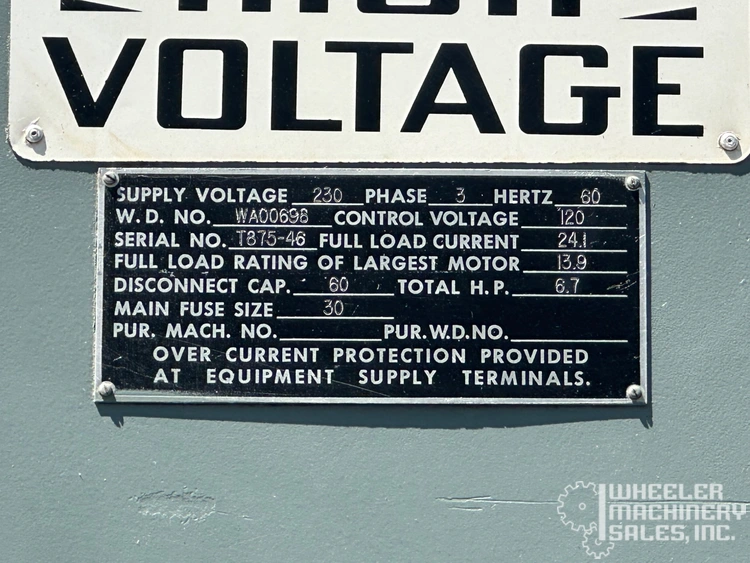 VOLTAGE
SUPPLY VOLTAGE 230 PHASE 3 HERTZ 60
W.D. NO. WA00698 CONTROL VOLTAGE 120
SERIAL NO. T875-46 FULL LOAD CURRENT 24.1
FULL LOAD RATING OF LARGEST MOTOR 13.9
DISCONNECT CAP. 60 TOTAL H.P. 6.7
MAIN FUSE SIZE 30
PUR. MACH. NO. PUR.W.D.NO.
OVER CURRENT PROTECTION PROVIDED
AT EQUIPMENT SUPPLY TERMINALS.
WHEELER
MACHINERY
SALES, INC.